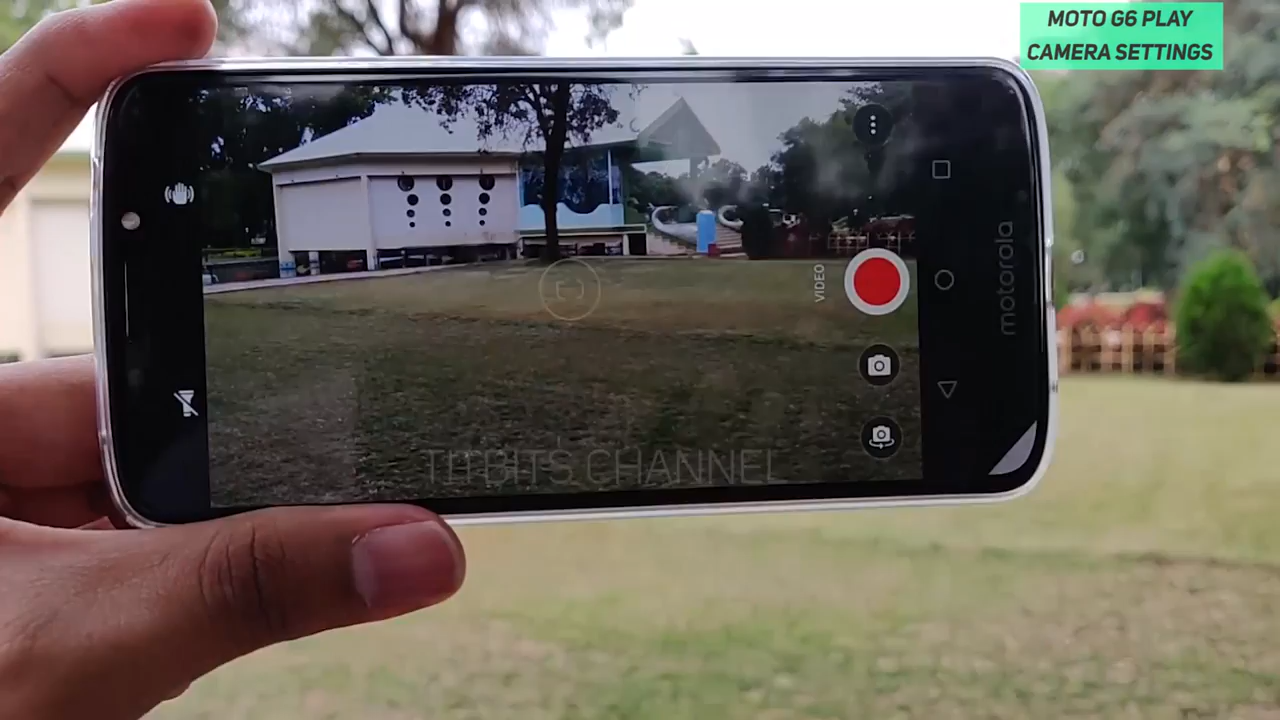 MOTO G6 PLAY
CAMERA SETTINGS
VIDEO
motorola
TITBITS CHANNEL